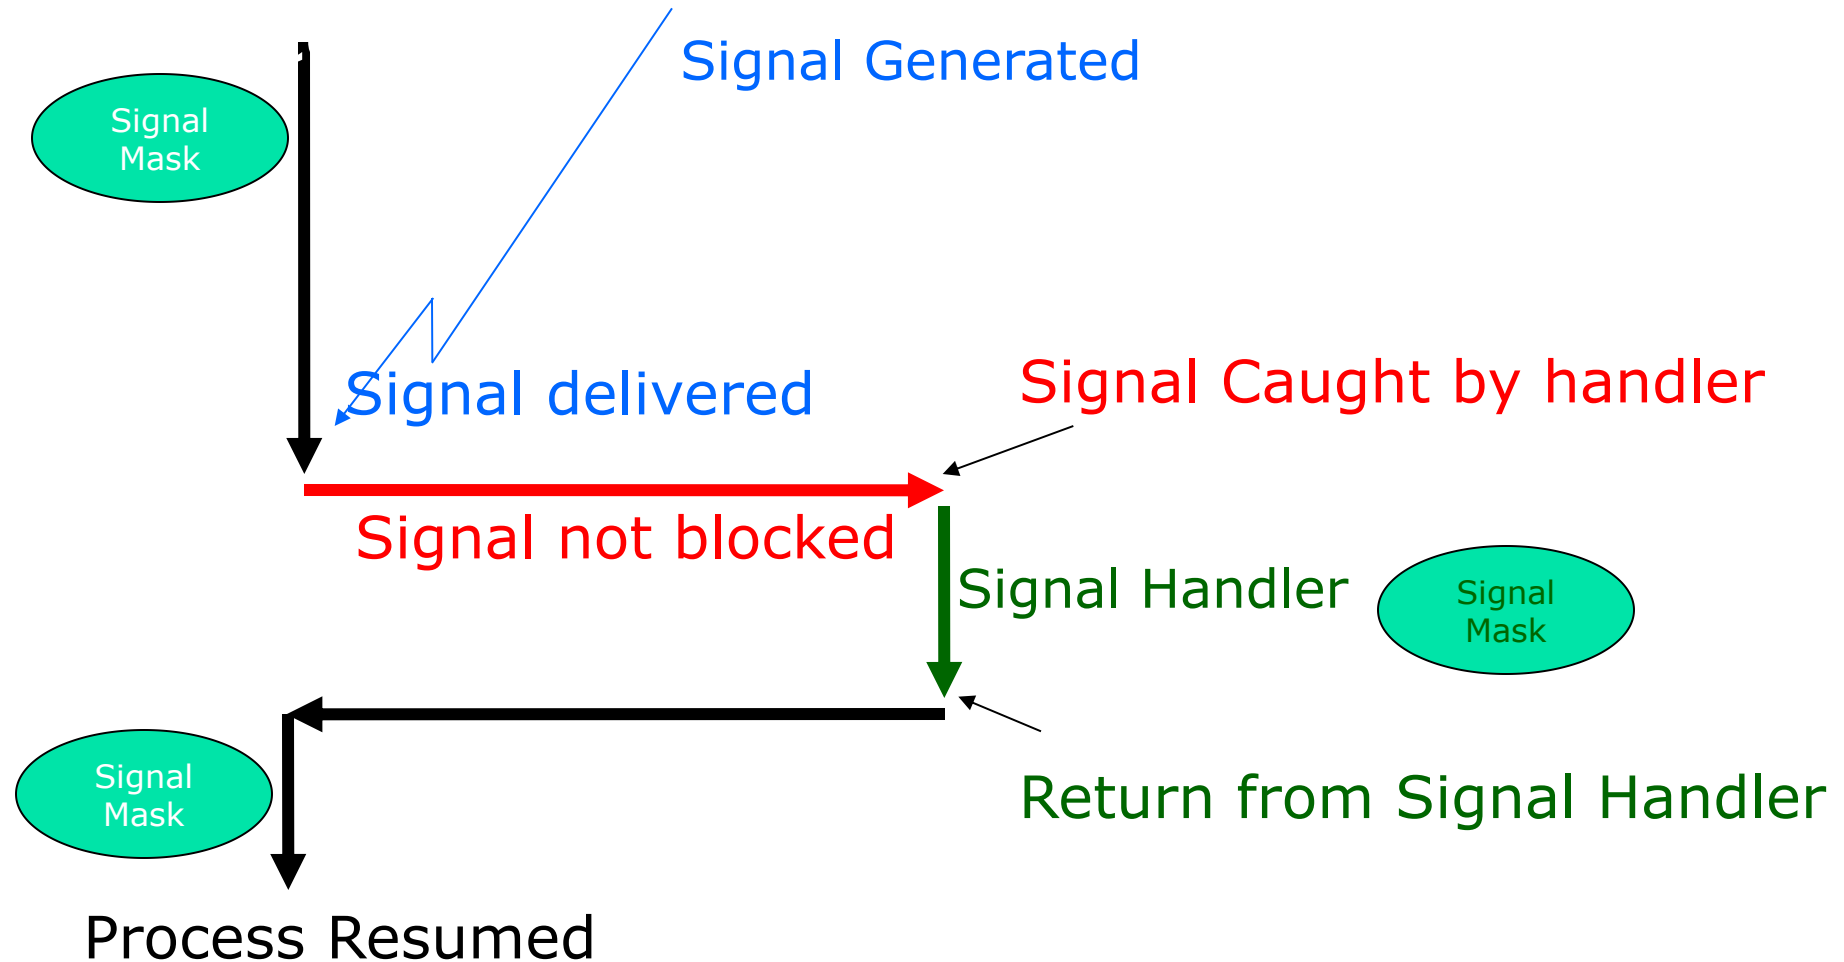 Signal Generated
Signal
Mask
Signal delivered
Signal Caught by handler
Signal not blocked
Signal Handler
Signal
Mask
Signal
Mask
Return from Signal Handler
Process Resumed